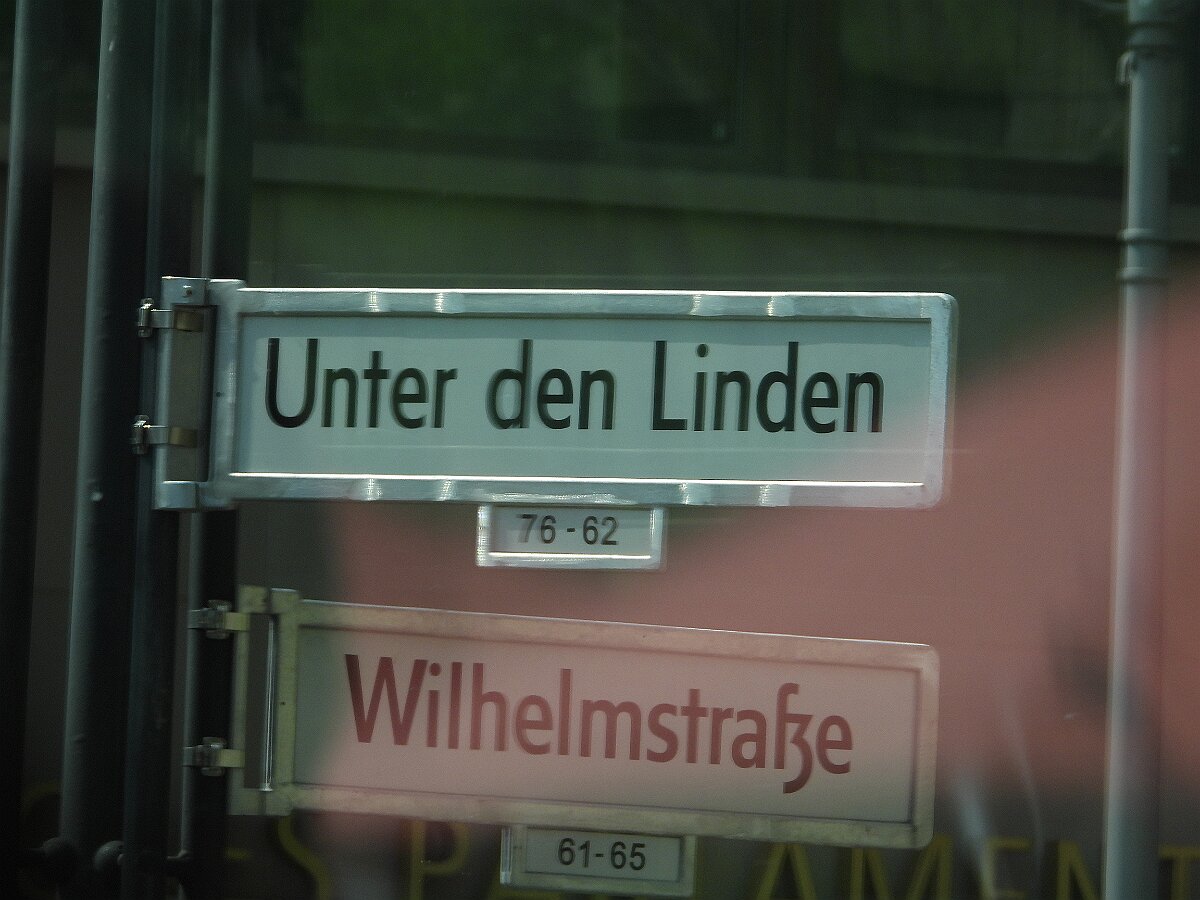 Unter den Linden
76 - 62
Wilhelmstraße
61-65